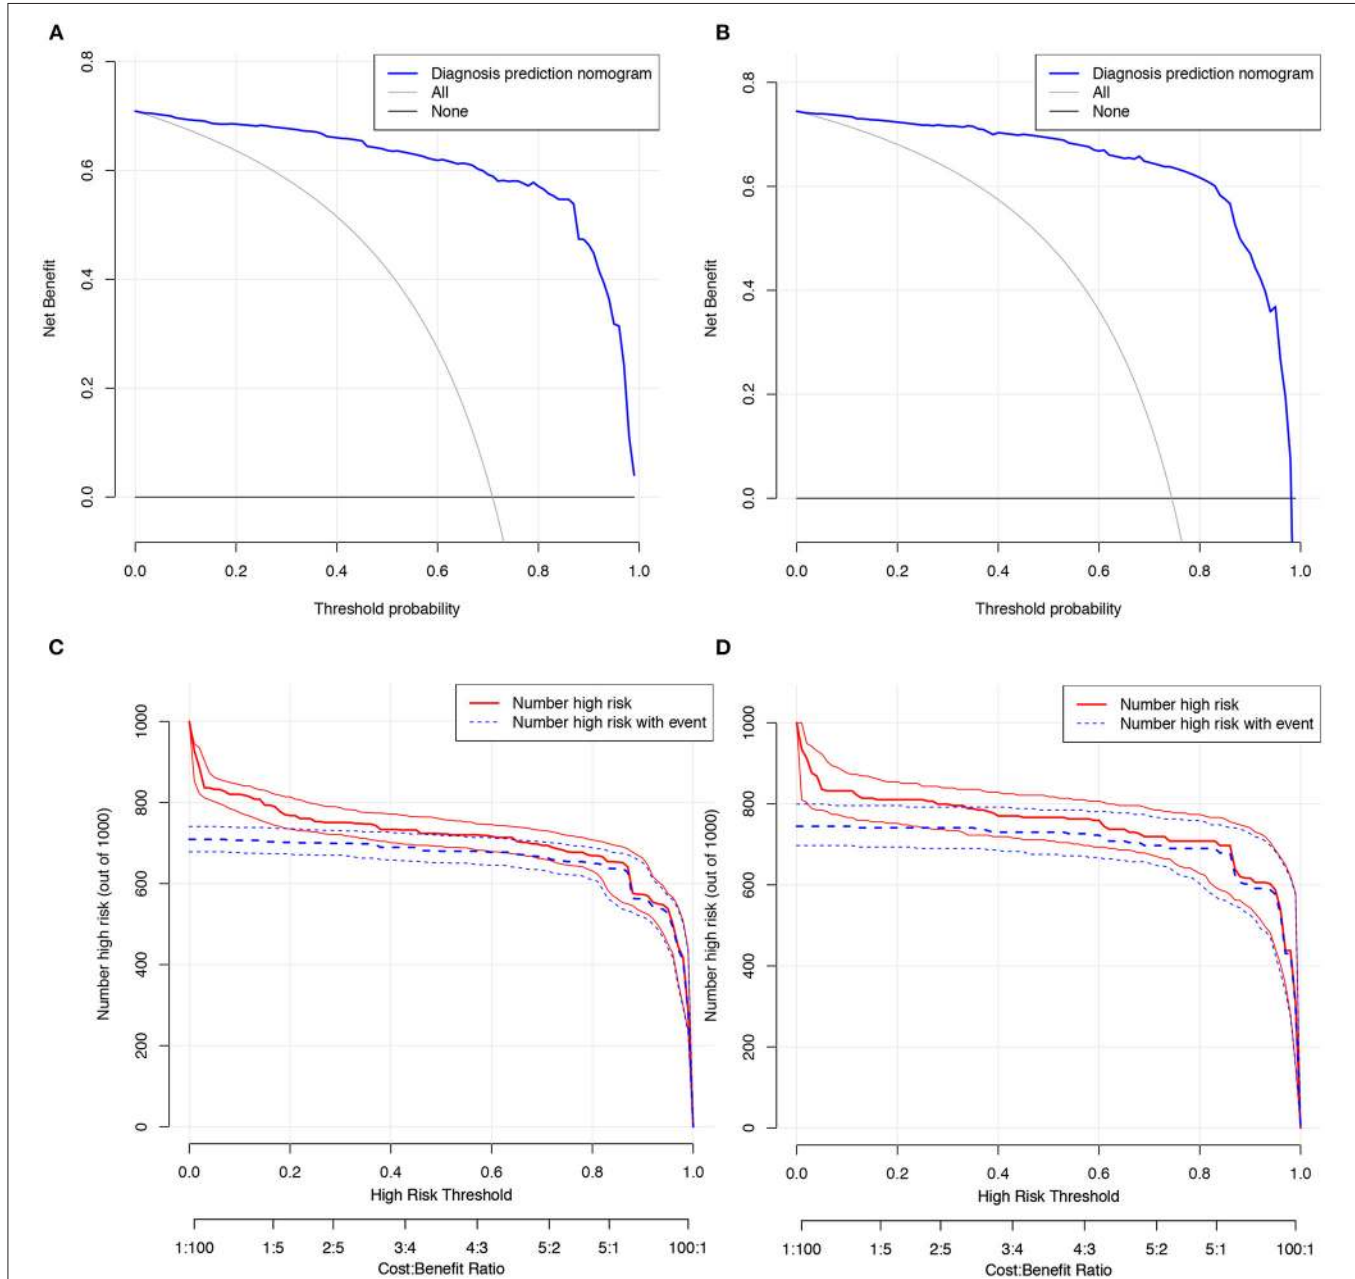 A
Diagnosis prediction nomogram
All
None
0.8
0.6
0.4
0.2
0.0
Net Benefit
0.0 0.2 0.4 0.6 0.8 1.0
Threshold probability
B
Diagnosis prediction nomogram
All
None
0.8
0.6
0.4
0.2
0.0
Net Benefit
0.0 0.2 0.4 0.6 0.8 1.0
Threshold probability
C
Number high risk
Number high risk with event
1000
800
600
400
200
0
Number high risk (out of 1000)
0.0 0.2 0.4 0.6 0.8 1.0
High Risk Threshold
1:100 1:5 2:5 3:4 4:3 5:2 5:1 100:1
Cost:Benefit Ratio
D
Number high risk
Number high risk with event
1000
800
600
400
200
0
Number high risk (out of 1000)
0.0 0.2 0.4 0.6 0.8 1.0
High Risk Threshold
1:100 1:5 2:5 3:4 4:3 5:2 5:1 100:1
Cost:Benefit Ratio